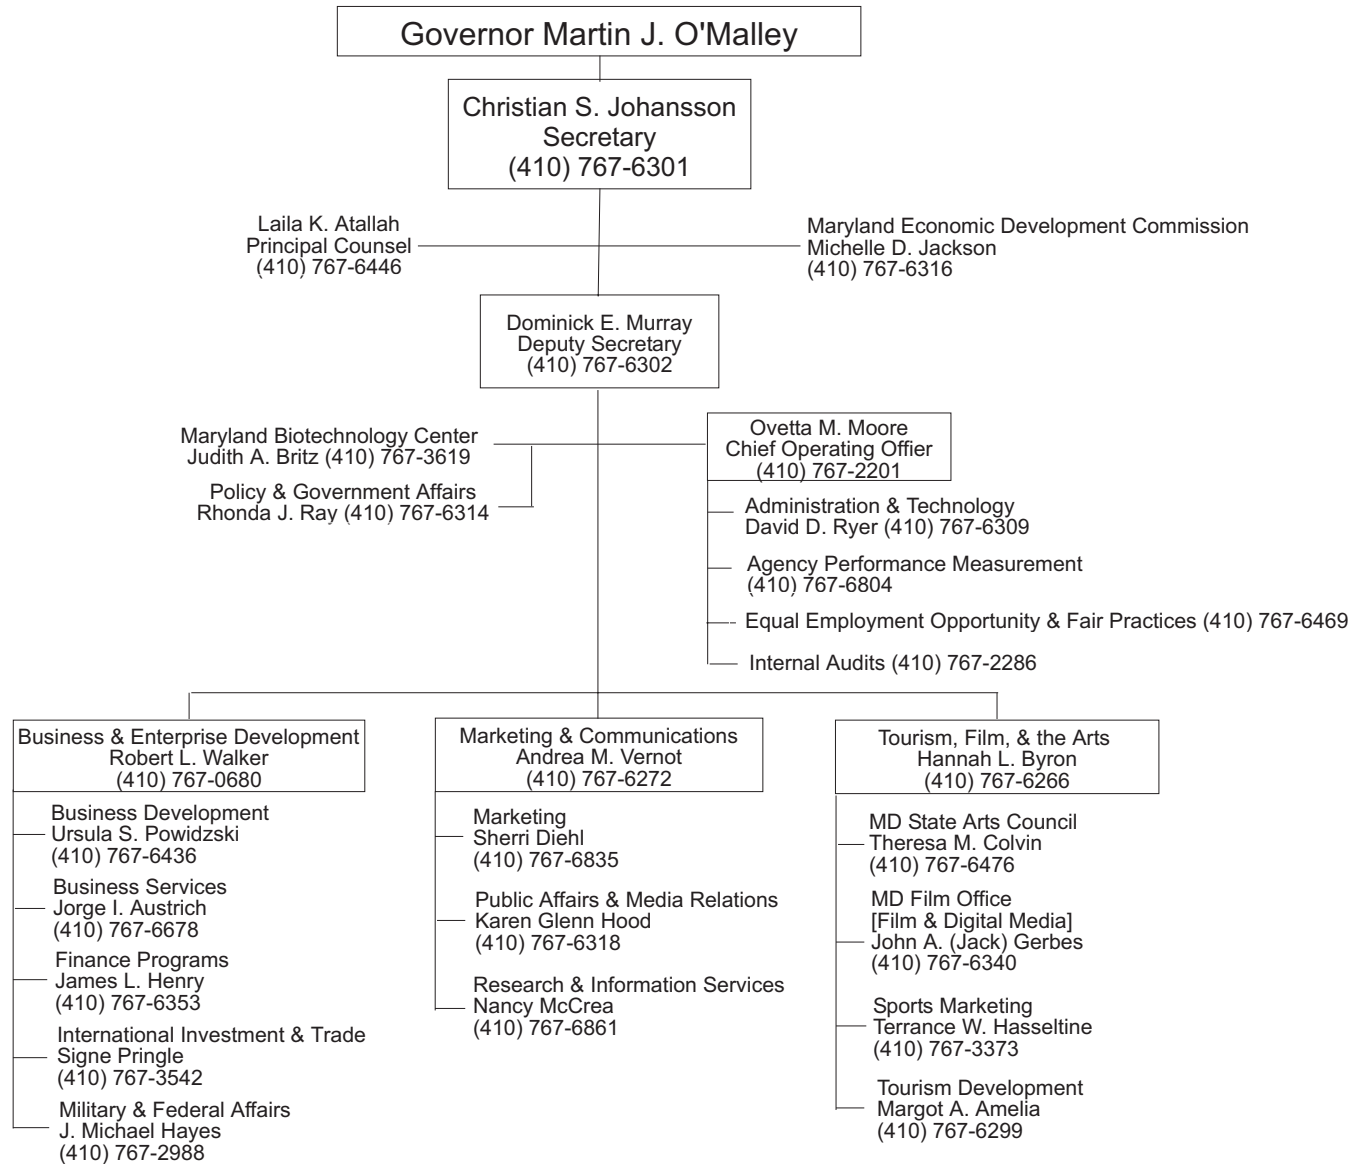 Governor Martin J. O'Malley
Christian S. Johansson
Secretary
(410) 767-6301
Laila K. Atallah
Principal Counsel
(410) 767-6446
Maryland Economic Development Commission
Michelle D. Jackson
(410) 767-6316
Dominick E. Murray
Deputy Secretary
(410) 767-6302
Maryland Biotechnology Center
Judith A. Britz (410) 767-3619
Policy & Government Affairs
Rhonda J. Ray (410) 767-6314
Ovetta M. Moore
Chief Operating Offier
(410) 767-2201
Administration & Technology
David D. Ryer (410) 767-6309
Agency Performance Measurement
(410) 767-6804
Equal Employment Opportunity & Fair Practices (410) 767-6469
Internal Audits (410) 767-2286
Business & Enterprise Development
Robert L. Walker
(410) 767-0680
Business Development
Ursula S. Powidzski
(410) 767-6436
Business Services
Jorge I. Austrich
(410) 767-6678
Finance Programs
James L. Henry
(410) 767-6353
International Investment & Trade
Signe Pringle
(410) 767-3542
Military & Federal Affairs
J. Michael Hayes
(410) 767-2988
Marketing & Communications
Andrea M. Vernot
(410) 767-6272
Marketing
Sherri Diehl
(410) 767-6835
Public Affairs & Media Relations
Karen Glenn Hood
(410) 767-6318
Research & Information Services
Nancy McCrea
(410) 767-6861
Tourism, Film, & the Arts
Hannah L. Byron
(410) 767-6266
MD State Arts Council
Theresa M. Colvin
(410) 767-6476
MD Film Office
[Film & Digital Media]
John A. (Jack) Gerbes
(410) 767-6340
Sports Marketing
Terrance W. Hasseltine
(410) 767-3373
Tourism Development
Margot A. Amelia
(410) 767-6299